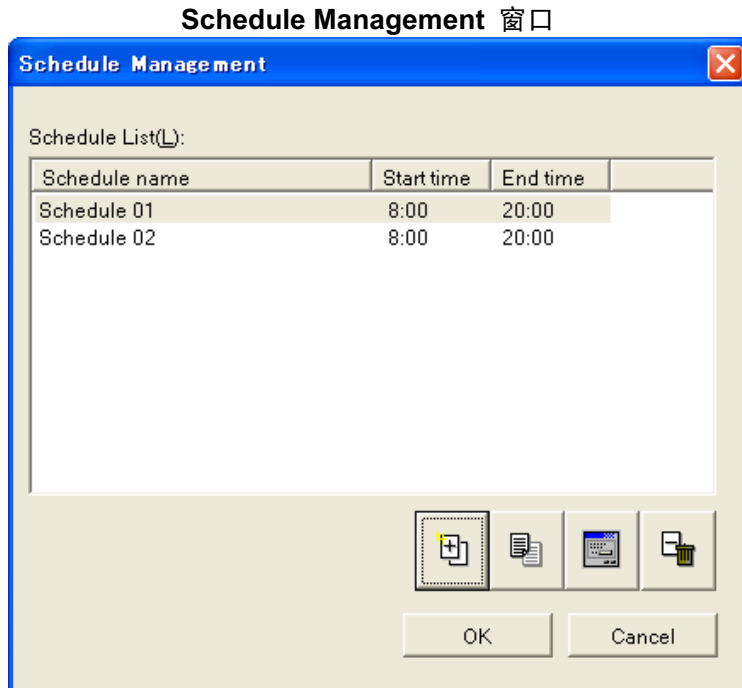 Schedule Management 窗口
Schedule Management
Schedule List(L):
Schedule name Start time End time
Schedule 01 8:00 20:00
Schedule 02 8:00 20:00
OK Cancel